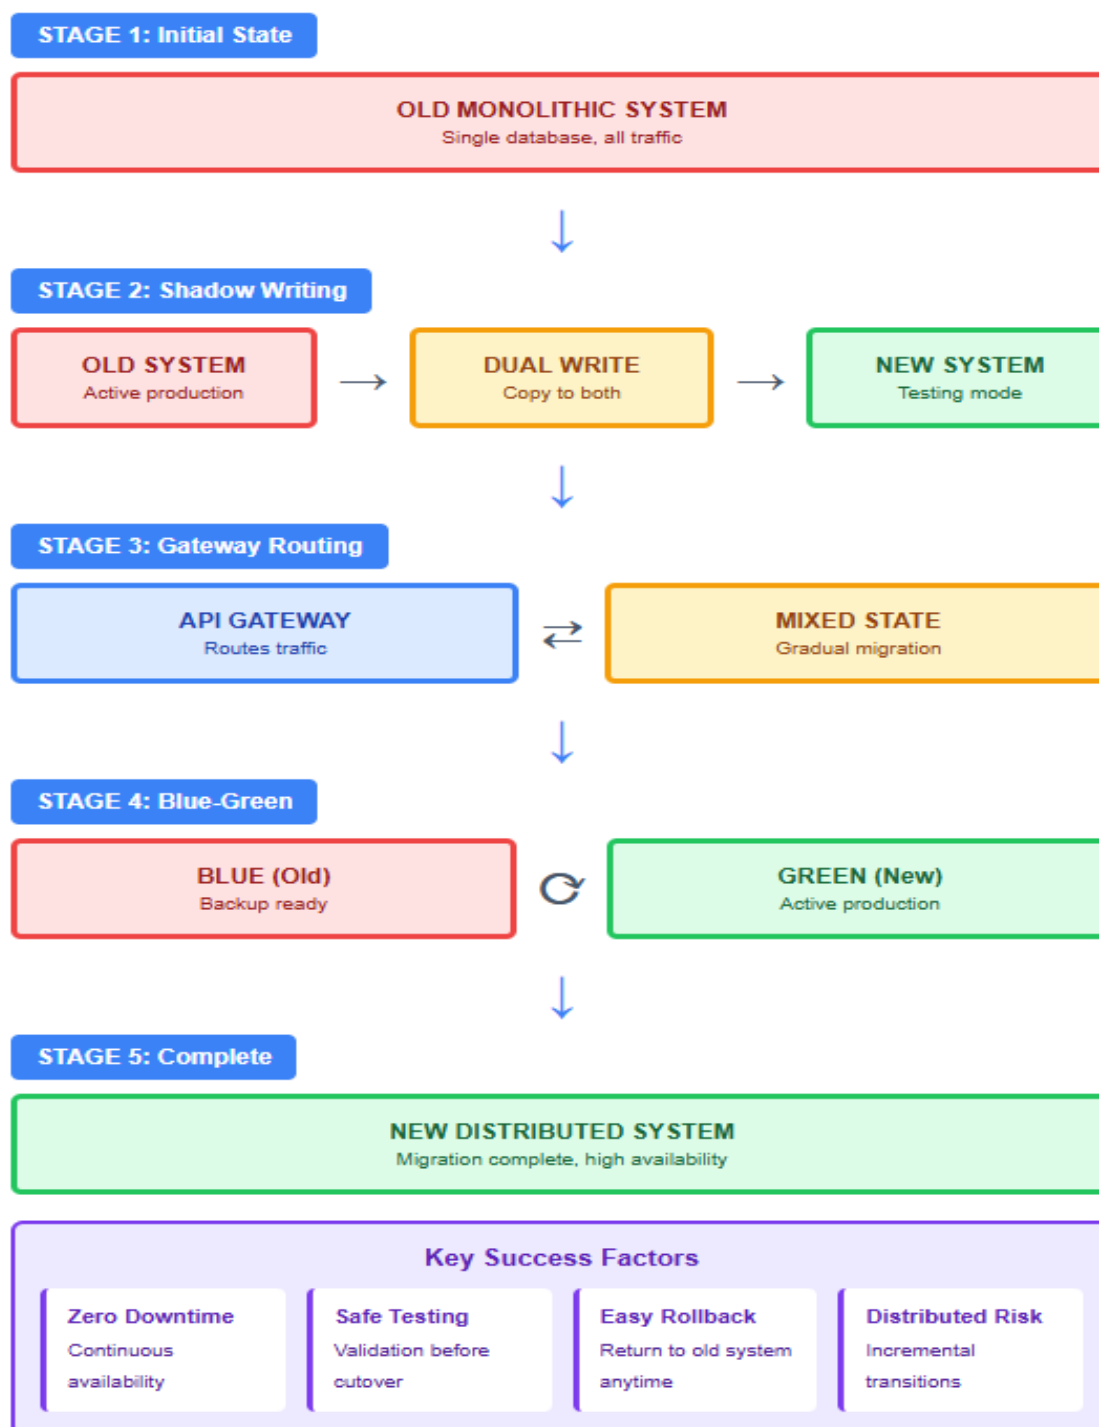 STAGE 1: Initial State
OLD MONOLITHIC SYSTEM
Single database, all traffic
STAGE 2: Shadow Writing
OLD SYSTEM
Active production
DUAL WRITE
Copy to both
NEW SYSTEM
Testing mode
STAGE 3: Gateway Routing
API GATEWAY
Routes traffic
MIXED STATE
Gradual migration
STAGE 4: Blue-Green
BLUE (Old)
Backup ready
GREEN (New)
Active production
STAGE 5: Complete
NEW DISTRIBUTED SYSTEM
Migration complete, high availability
Key Success Factors
Zero Downtime
Continuous
availability
Safe Testing
Validation before
cutover
Easy Rollback
Return to old system
anytime
Distributed Risk
Incremental
transitions